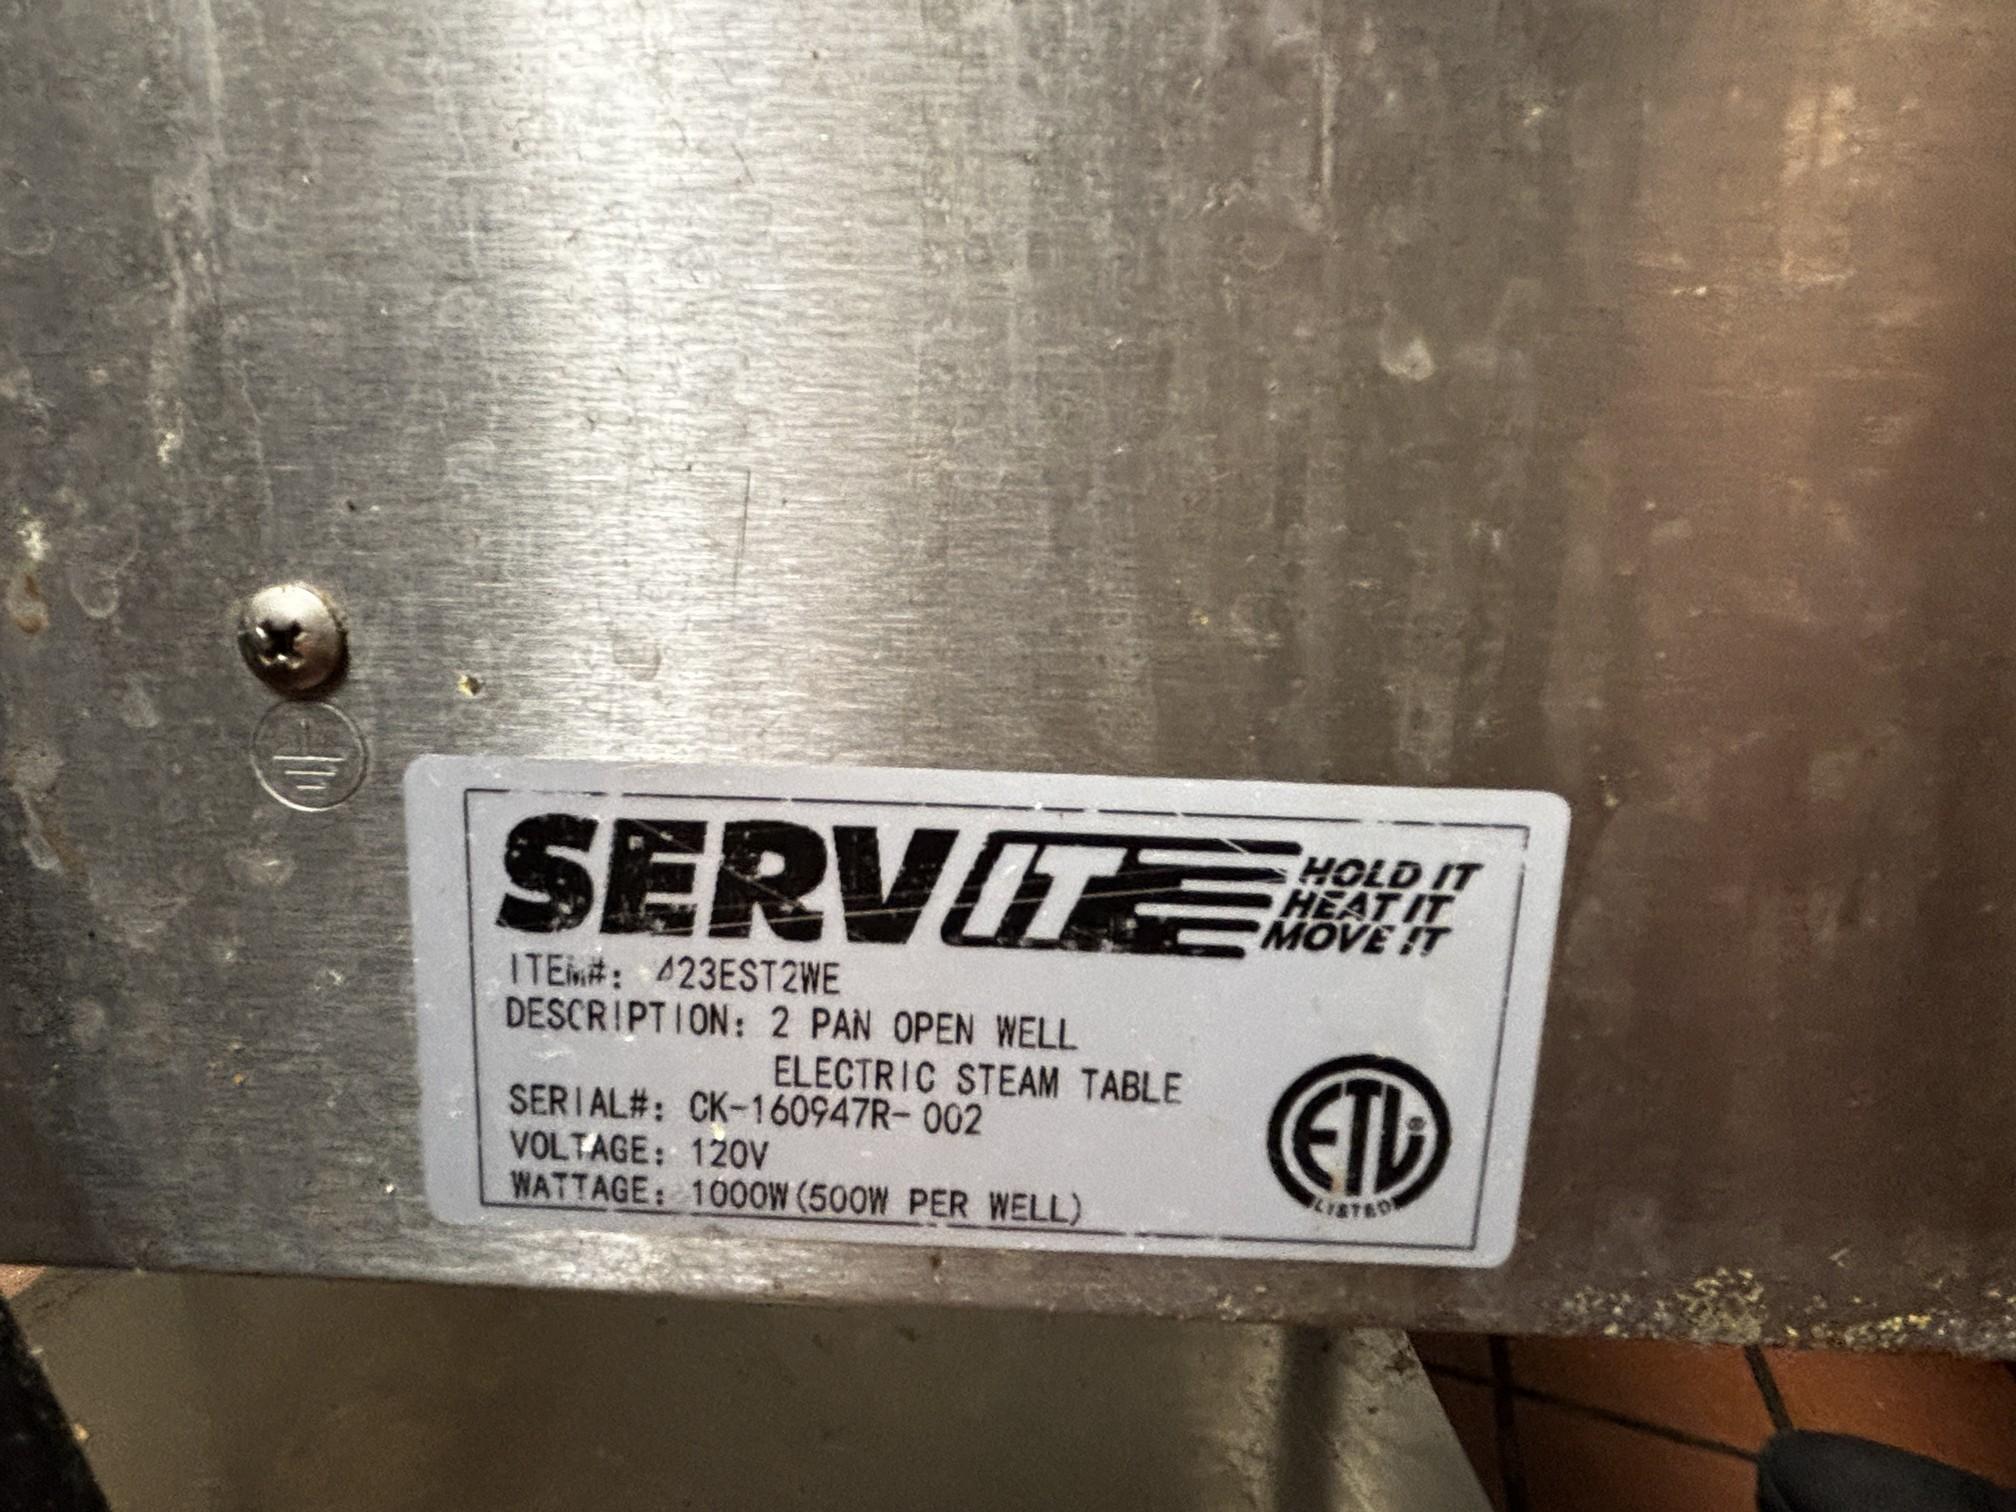 SERVIT
HOLD IT
HEAT IT
MOVE IT
ITEM#: 423EST2WE
DESCRIPTION: 2 PAN OPEN WELL
ELECTRIC STEAM TABLE
SERIAL#: CK-160947R-002
VOLTAGE: 120V
WATTAGE: 1000W(500W PER WELL)
ETL®
LISTED